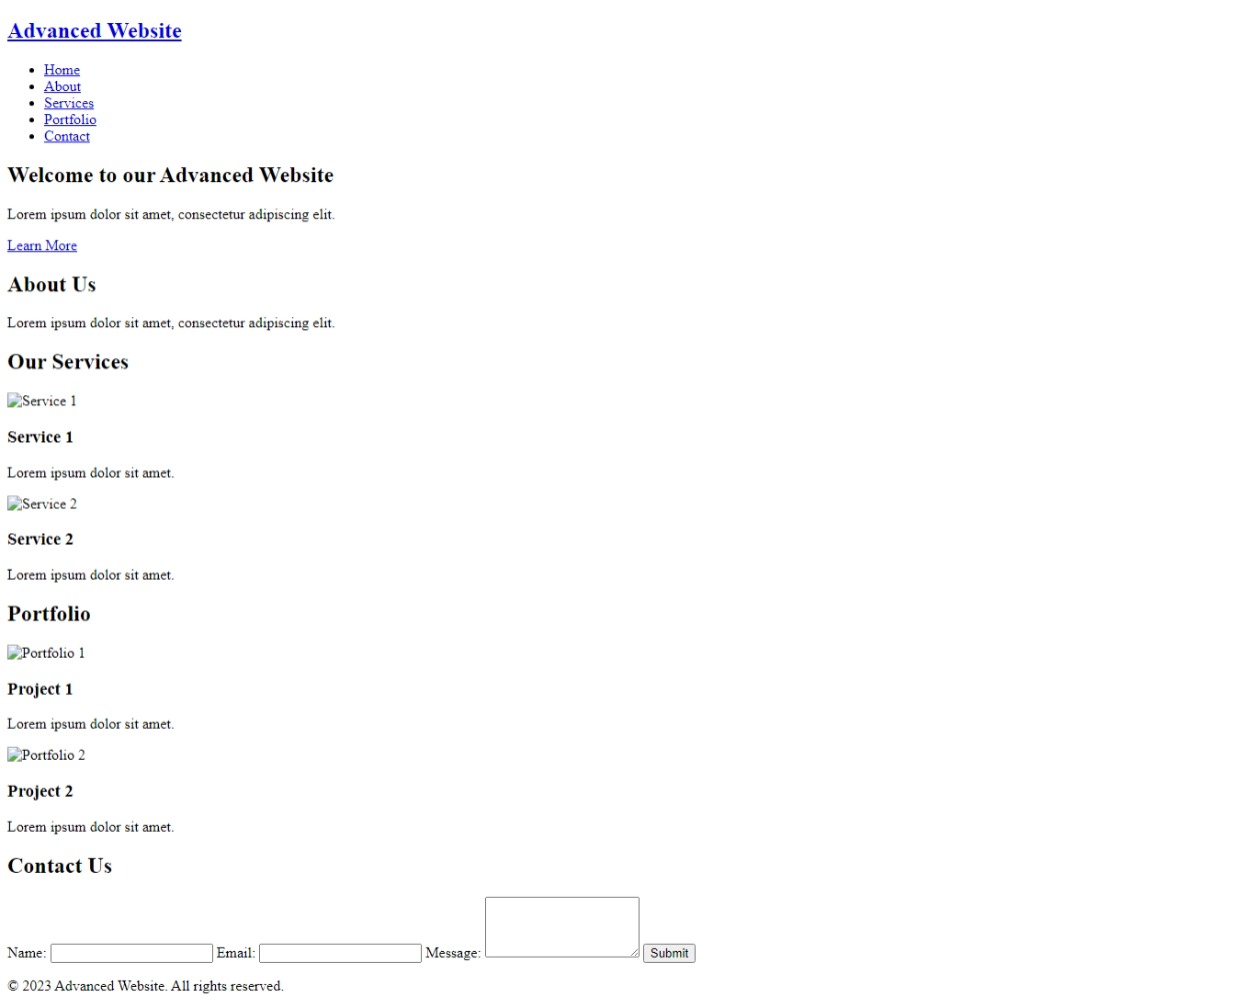 Advanced Website
Home
About
Services
Portfolio
Contact
Welcome to our Advanced Website
Lorem ipsum dolor sit amet, consectetur adipiscing elit.
Learn More
About Us
Lorem ipsum dolor sit amet, consectetur adipiscing elit.
Our Services
Service 1
Service 1
Lorem ipsum dolor sit amet.
Service 2
Service 2
Lorem ipsum dolor sit amet.
Portfolio
Portfolio 1
Project 1
Lorem ipsum dolor sit amet.
Portfolio 2
Project 2
Lorem ipsum dolor sit amet.
Contact Us
Name: Email: Message: Submit
© 2023 Advanced Website. All rights reserved.